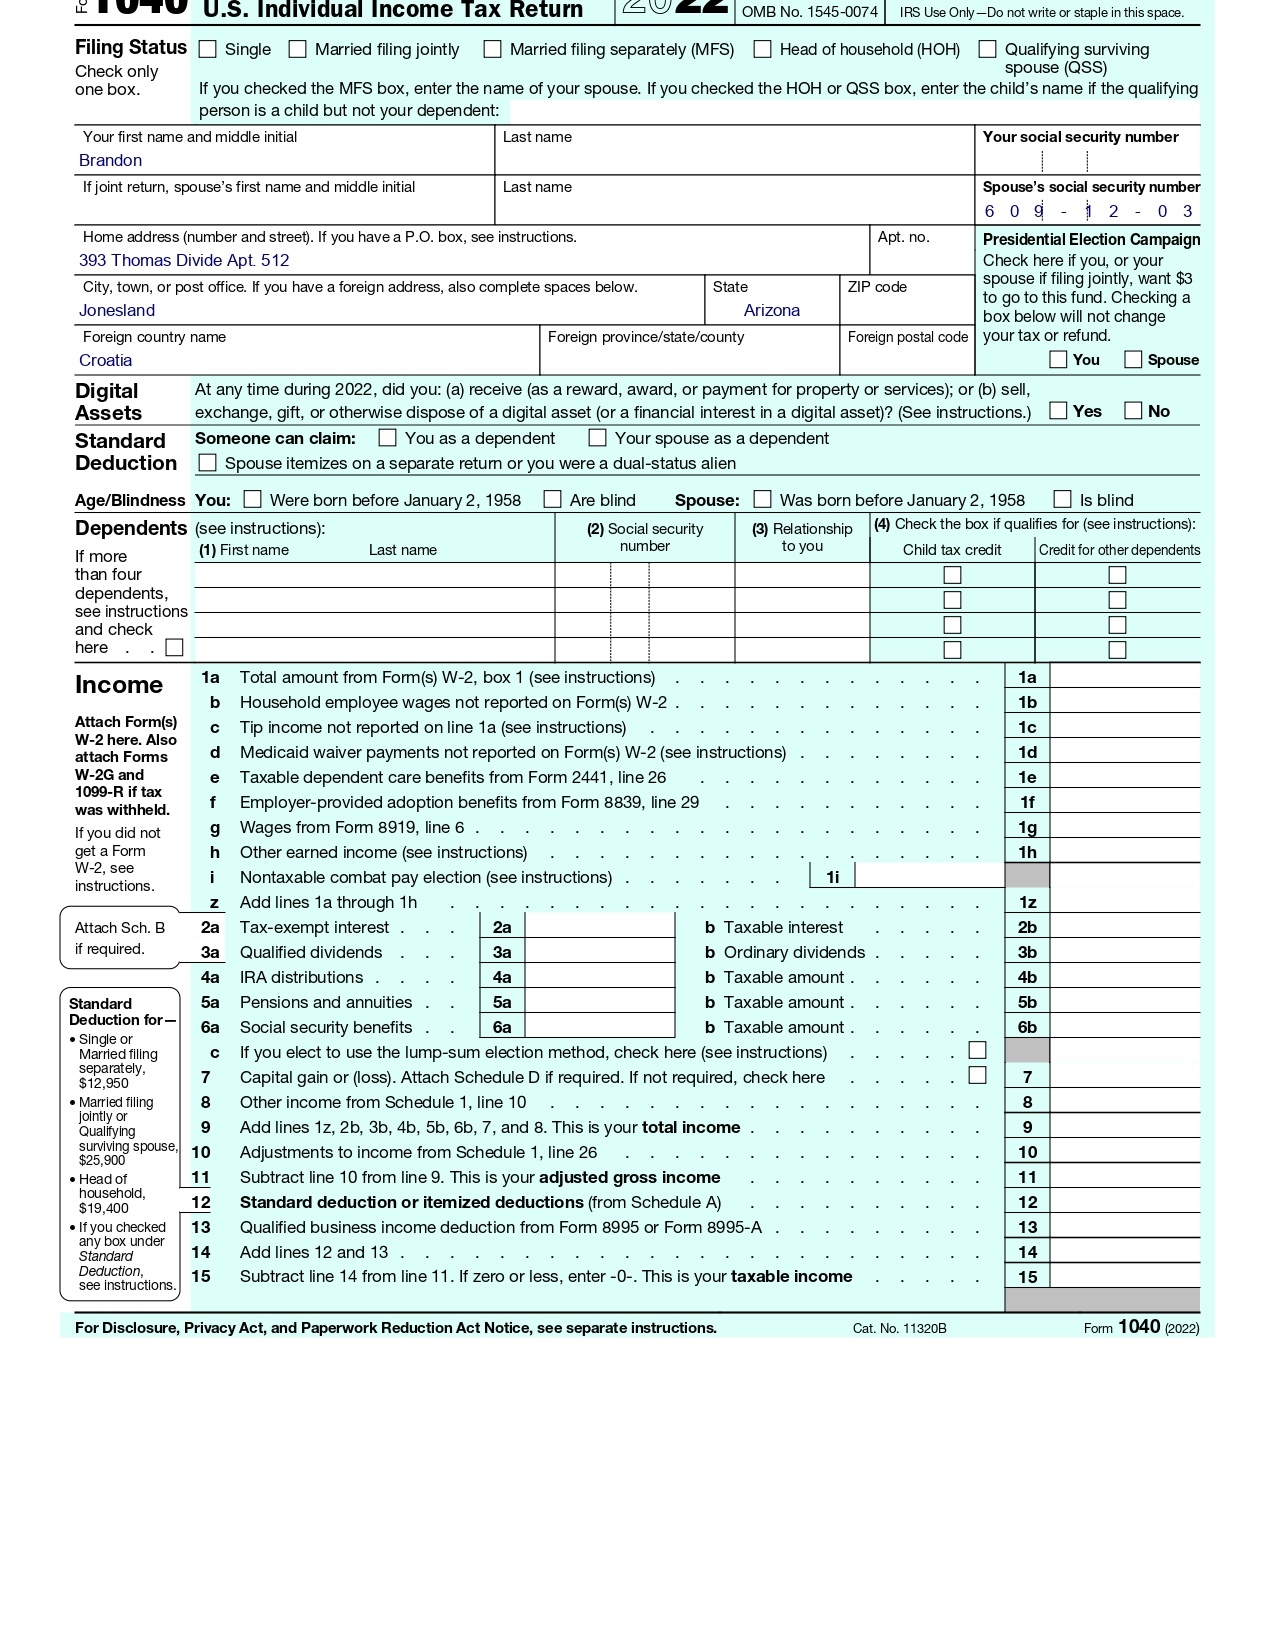 1040 U.S. Individual Income Tax Return 2022 OMB No. 1545-0074 IRS Use Only—Do not write or staple in this space.
Filing Status Single Married filing jointly Married filing separately (MFS) Head of household (HOH) Qualifying surviving
spouse (QSS)
Check only
one box.
If you checked the MFS box, enter the name of your spouse. If you checked the HOH or QSS box, enter the child's name if the qualifying
person is a child but not your dependent:
Your first name and middle initial Last name Your social security number
Brandon
If joint return, spouse's first name and middle initial Last name Spouse's social security number
609-12-03
Home address (number and street). If you have a P.O. box, see instructions. Apt. no.
393 Thomas Divide Apt. 512
City, town, or post office. If you have a foreign address, also complete spaces below. State ZIP code
Jonesland Arizona
Foreign country name Foreign province/state/county Foreign postal code
Croatia
Presidential Election Campaign
Check here if you, or your
spouse if filing jointly, want $3
to go to this fund. Checking a
box below will not change
your tax or refund.
You Spouse
Digital
Assets
At any time during 2022, did you: (a) receive (as a reward, award, or payment for property or services); or (b) sell,
exchange, gift, or otherwise dispose of a digital asset (or a financial interest in a digital asset)? (See instructions.) Yes No
Standard
Deduction
Someone can claim: You as a dependent Your spouse as a dependent
Spouse itemizes on a separate return or you were a dual-status alien
Age/Blindness You: Were born before January 2, 1958 Are blind Spouse: Was born before January 2, 1958 Is blind
Dependents (see instructions):
(1) First name Last name
(2) Social security
number
(3) Relationship
to you
(4) Check the box if qualifies for (see instructions):
Child tax credit Credit for other dependents
If more
than four
dependents,
see instructions
and check
here . .
Income
Attach Form(s)
W-2 here. Also
attach Forms
W-2G and
1099-R if tax
was withheld.
If you did not
get a Form
W-2, see
instructions.
1a Total amount from Form(s) W-2, box 1 (see instructions) . . . . . . . . . . . . . 1a
b Household employee wages not reported on Form(s) W-2 . . . . . . . . . . . . . 1b
c Tip income not reported on line 1a (see instructions) . . . . . . . . . . . . . . 1c
d Medicaid waiver payments not reported on Form(s) W-2 (see instructions) . . . . . . . . 1d
e Taxable dependent care benefits from Form 2441, line 26 . . . . . . . . . . . . 1e
f Employer-provided adoption benefits from Form 8839, line 29 . . . . . . . . . . . 1f
g Wages from Form 8919, line 6 . . . . . . . . . . . . . . . . . . . . . 1g
h Other earned income (see instructions) . . . . . . . . . . . . . . . . . . 1h
i Nontaxable combat pay election (see instructions) . . . . . . . 1i
z Add lines 1a through 1h . . . . . . . . . . . . . . . . . . . . . . 1z
Attach Sch. B
if required.
2a Tax-exempt interest . . . 2a b Taxable interest . . . . . 2b
3a Qualified dividends . . . 3a b Ordinary dividends . . . . . 3b
4a IRA distributions . . . . 4a b Taxable amount . . . . . . 4b
5a Pensions and annuities . . 5a b Taxable amount . . . . . . 5b
6a Social security benefits . . 6a b Taxable amount . . . . . . 6b
c If you elect to use the lump-sum election method, check here (see instructions) . . . . .
7 Capital gain or (loss). Attach Schedule D if required. If not required, check here . . . . . 7
8 Other income from Schedule 1, line 10 . . . . . . . . . . . . . . . . . . 8
9 Add lines 1z, 2b, 3b, 4b, 5b, 6b, 7, and 8. This is your total income . . . . . . . . . . 9
10 Adjustments to income from Schedule 1, line 26 . . . . . . . . . . . . . . . 10
11 Subtract line 10 from line 9. This is your adjusted gross income . . . . . . . . . . 11
12 Standard deduction or itemized deductions (from Schedule A) . . . . . . . . . . 12
13 Qualified business income deduction from Form 8995 or Form 8995-A . . . . . . . . . 13
14 Add lines 12 and 13 . . . . . . . . . . . . . . . . . . . . . . . . 14
15 Subtract line 14 from line 11. If zero or less, enter -0-. This is your taxable income . . . . . 15
Standard
Deduction for—
• Single or
Married filing
separately,
$12,950
• Married filing
jointly or
Qualifying
surviving spouse,
$25,900
• Head of
household,
$19,400
• If you checked
any box under
Standard
Deduction,
see instructions.
For Disclosure, Privacy Act, and Paperwork Reduction Act Notice, see separate instructions. Cat. No. 11320B Form 1040 (2022)